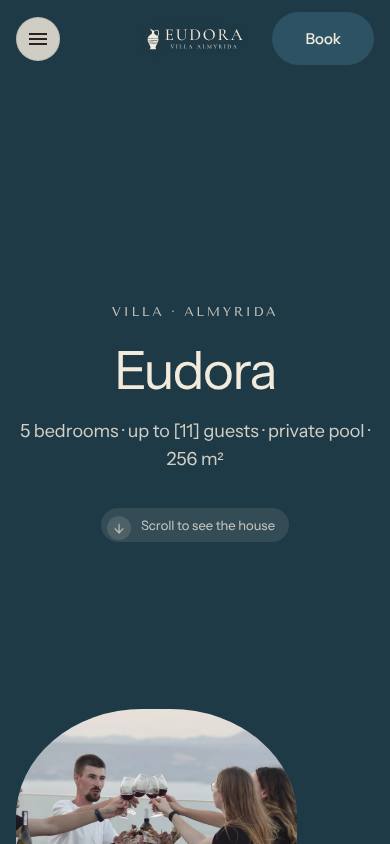 EUDORA
VILLA ALMYRIDA
Book
VILLA · ALMYRIDA
Eudora
5 bedrooms · up to [11] guests · private pool ·
256 m²
Scroll to see the house